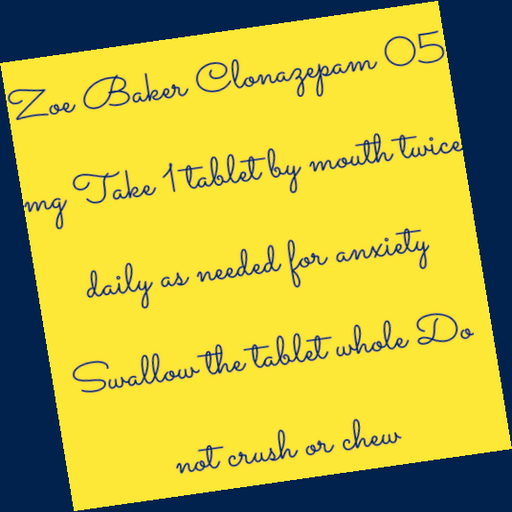 Zoe Baker Clonazepam 05
mg Take 1 tablet by mouth twice
daily as needed for anxiety
Swallow the tablet whole Do
not crush or chew